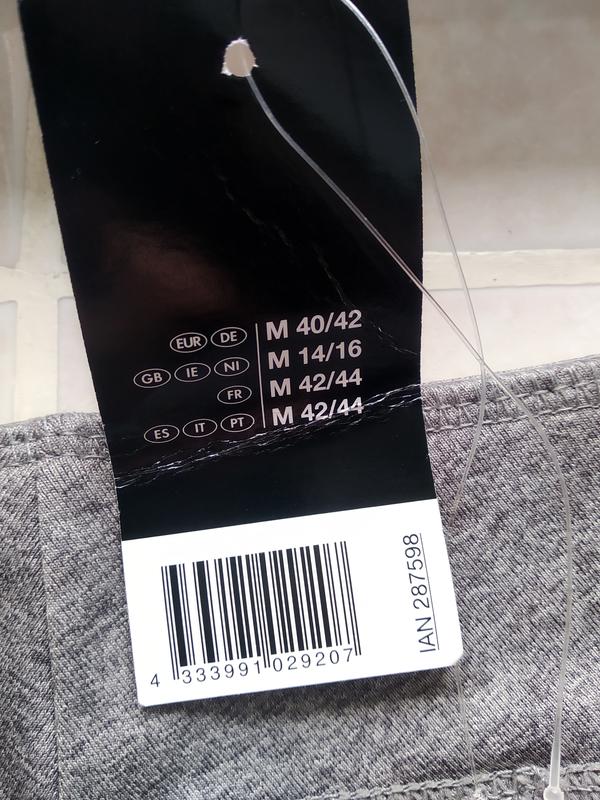 EUR DE M 40/42
GB IE NI M 14/16
FR M 42/44
ES IT PT M 42/44
4 333991 029207
IAN 287598